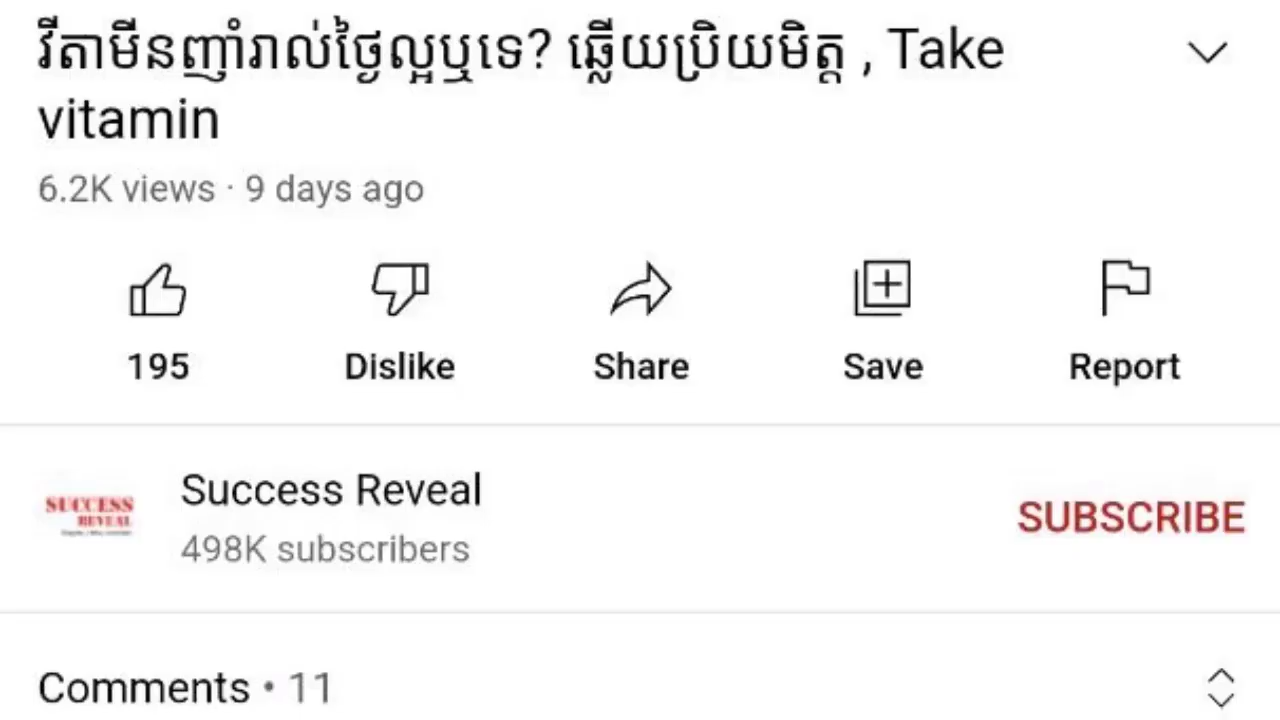 វីតាមីនញ៉ាំរាល់ថ្ងៃល្អឬទេ? ឆ្លើយប្រិយមិត្ត , Take
vitamin
6.2K views · 9 days ago
195
Dislike
Share
Save
Report
SUCCESS
REVEAL
Success Reveal
498K subscribers
SUBSCRIBE
Comments • 11